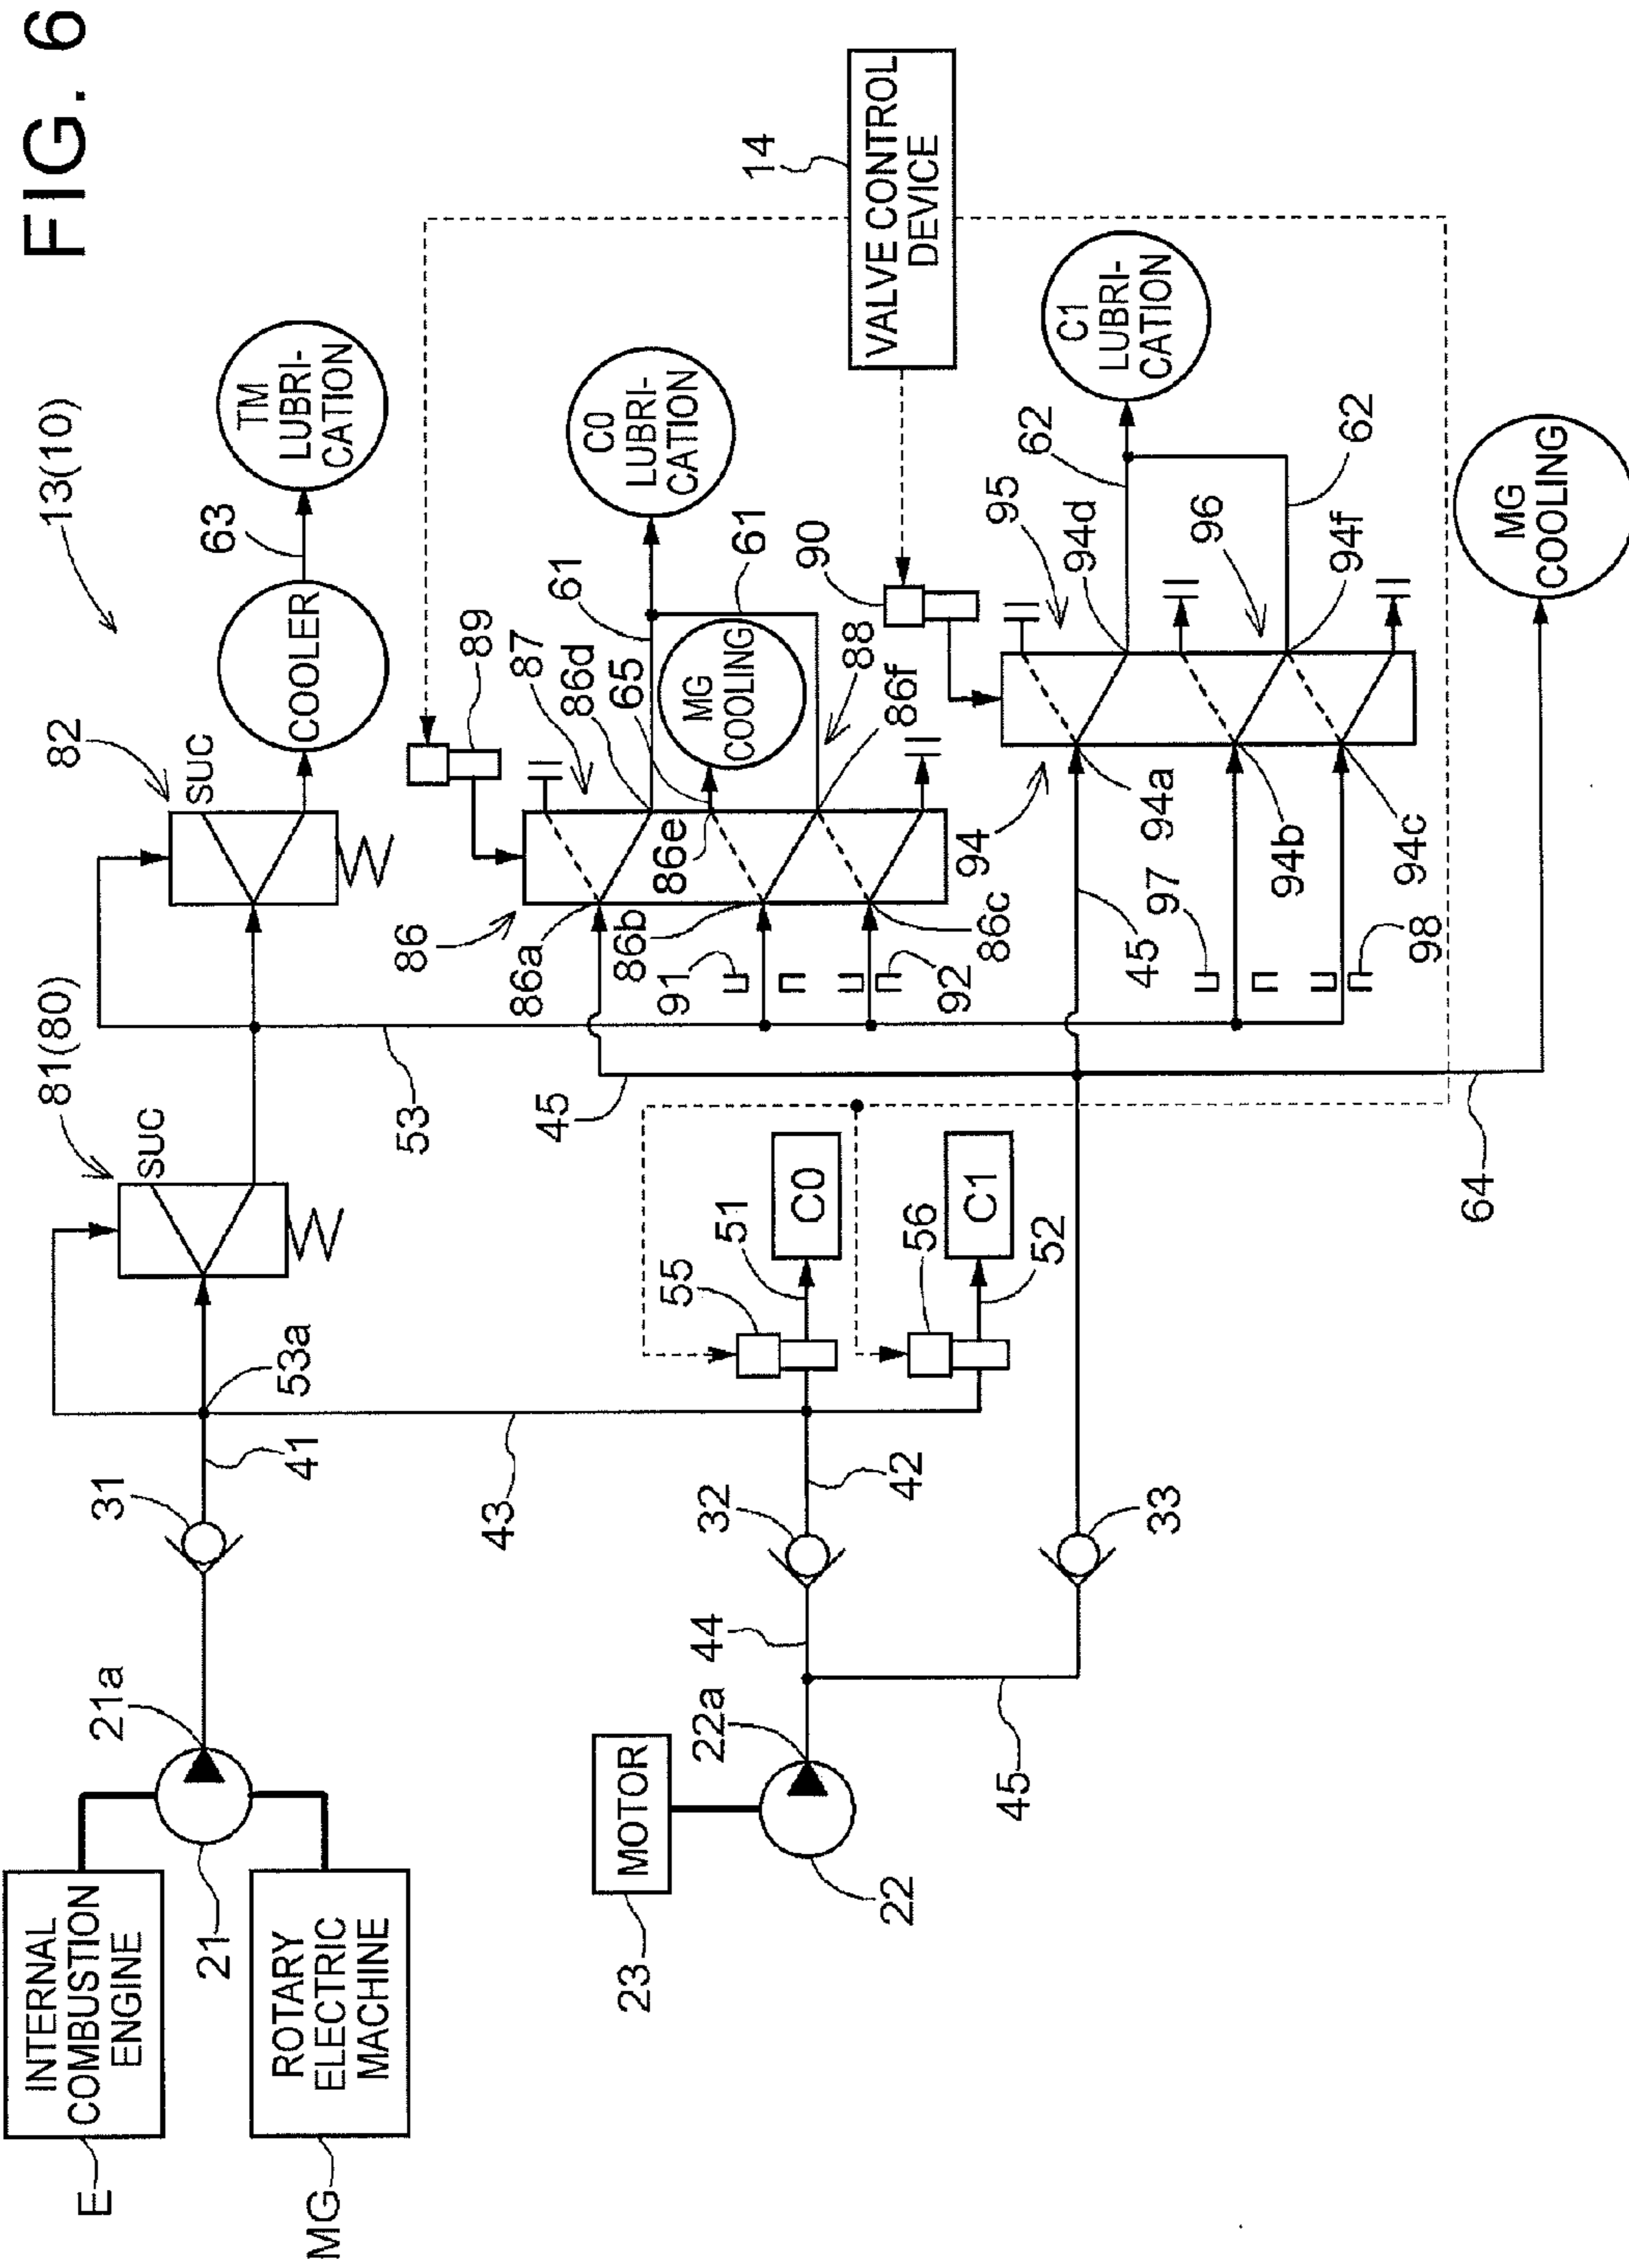 FIG. 6
13(10)
INTERNAL
COMBUSTION
ENGINE
E
ROTARY
ELECTRIC
MACHINE
MG
21
21a
31
41
53a
43
81(80)
SUC
53
82
SUC
COOLER
63
TM
LUBRI-
CATION
MOTOR
23
22
22a
44
45
32
42
33
55
51
C0
56
52
C1
45
64
86
86a
86b
86c
91
92
87
86d
65
86e
88
86f
89
61
61
MG
COOLING
C0
LUBRI-
CATION
14
VALVE CONTROL
DEVICE
90
94
94a
94b
94c
45
97
98
95
94d
96
94f
62
62
C1
LUBRI-
CATION
MG
COOLING